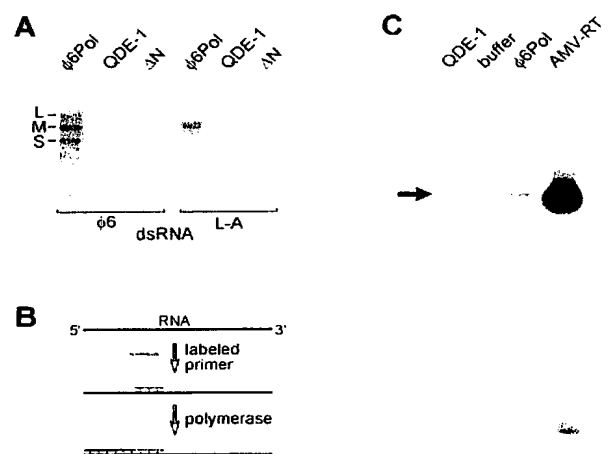 A
ϕ6Pol QDE-1 ΔN ϕ6Pol QDE-1 ΔN
L
M
S
ϕ6 L-A
dsRNA
B
RNA
5' 3'
labeled
primer
polymerase
C
QDE-1 buffer ϕ6Pol AMV-RT